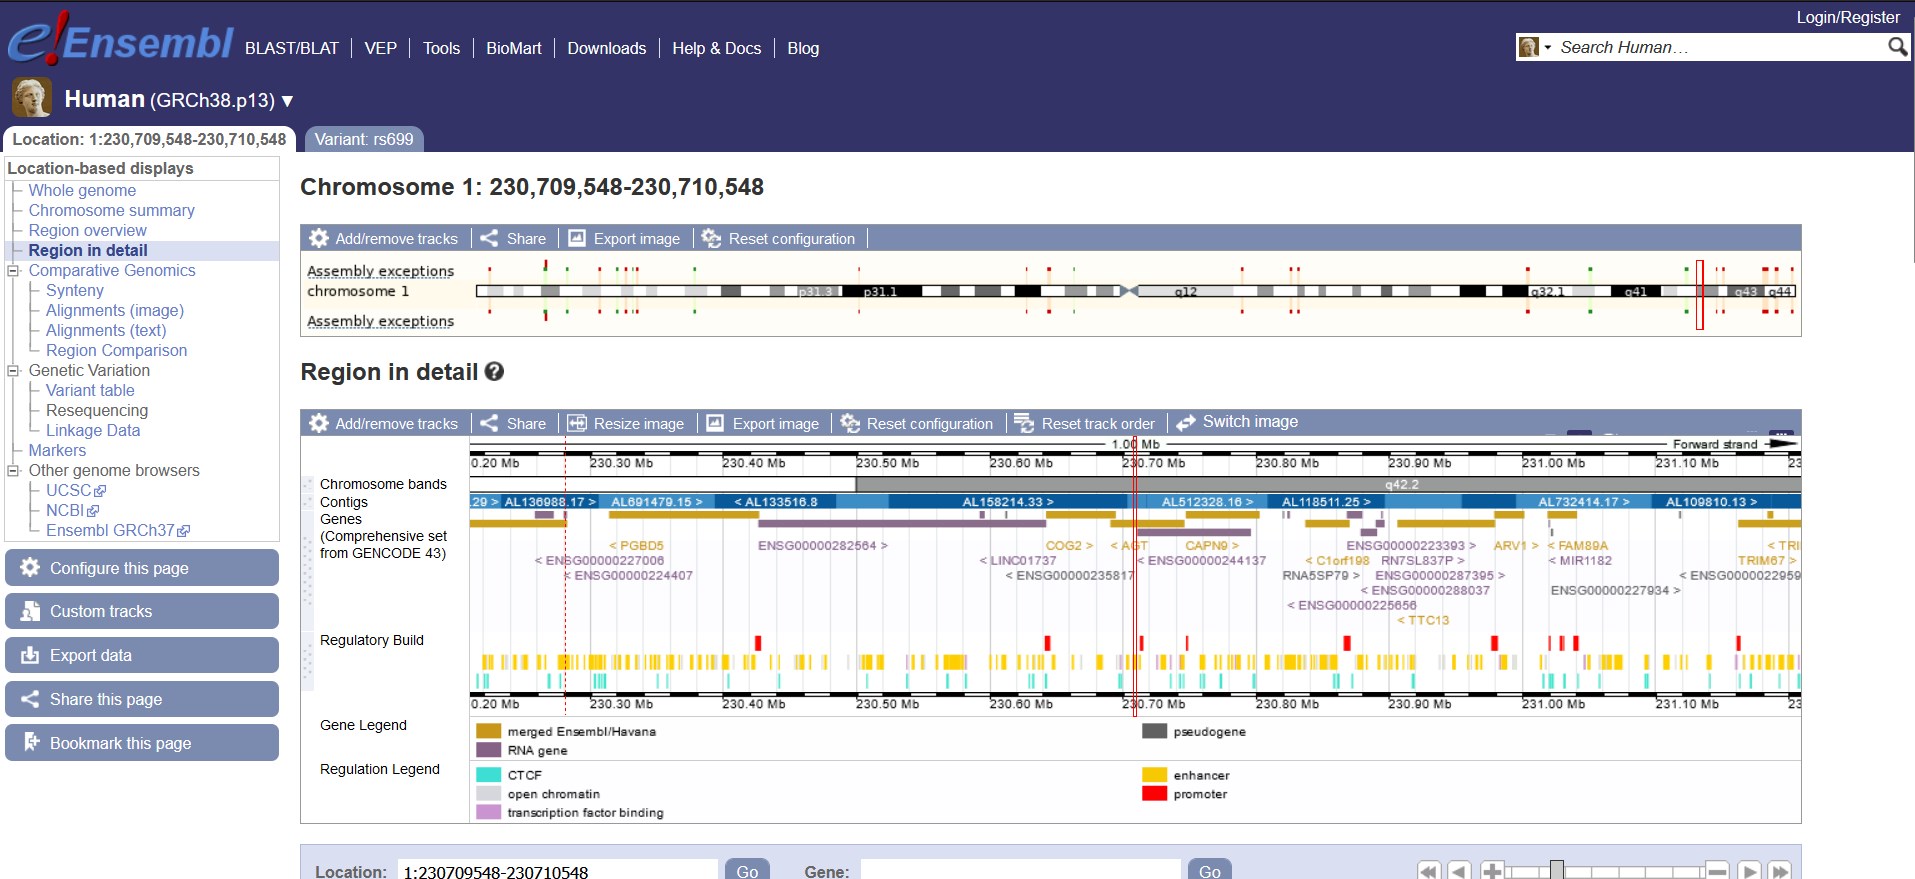 Login/Register
e!Ensembl BLAST/BLAT VEP Tools BioMart Downloads Help & Docs Blog
Search Human…
Human (GRCh38.p13) ▼
Location: 1:230,709,548-230,710,548 Variant: rs699
Location-based displays
Whole genome
Chromosome summary
Region overview
Region in detail
Comparative Genomics
Synteny
Alignments (image)
Alignments (text)
Region Comparison
Genetic Variation
Variant table
Resequencing
Linkage Data
Markers
Other genome browsers
UCSC
NCBI
Ensembl GRCh37
Configure this page
Custom tracks
Export data
Share this page
Bookmark this page
Chromosome 1: 230,709,548-230,710,548
Add/remove tracks Share Export image Reset configuration
Assembly exceptions
chromosome 1 p31.3 p31.1 q12 q32.1 q41 q43 q44
Assembly exceptions
Region in detail
Add/remove tracks Share Resize image Export image Reset configuration Reset track order Switch image
1.00 Mb Forward strand
0.20 Mb 230.30 Mb 230.40 Mb 230.50 Mb 230.60 Mb 230.70 Mb 230.80 Mb 230.90 Mb 231.00 Mb 231.10 Mb 23
Chromosome bands q42.2
Contigs .29 > AL136988.17 > AL691479.15 > < AL133516.8 AL158214.33 > AL512328.16 > AL118511.25 > AL732414.17 > AL109810.13 >
Genes
(Comprehensive set
from GENCODE 43)
< PGBD5 ENSG00000282564 > COG2 > < AGT CAPN9 > ENSG00000223393 > ARV1 > < FAM89A < TRI
< ENSG00000227006 < LINC01737 < ENSG00000244137 < C1orf198 RN7SL837P > < MIR1182 TRIM67 >
< ENSG00000224407 < ENSG00000235817 RNA5SP79 > ENSG00000287395 > < ENSG0000022959
< ENSG00000288037 ENSG00000227934 >
< ENSG00000225656
< TTC13
Regulatory Build
0.20 Mb 230.30 Mb 230.40 Mb 230.50 Mb 230.60 Mb 230.70 Mb 230.80 Mb 230.90 Mb 231.00 Mb 231.10 Mb 23
Gene Legend
merged Ensembl/Havana pseudogene
RNA gene
Regulation Legend
CTCF enhancer
open chromatin promoter
transcription factor binding
Location: 1:230709548-230710548 Go Gene: Go